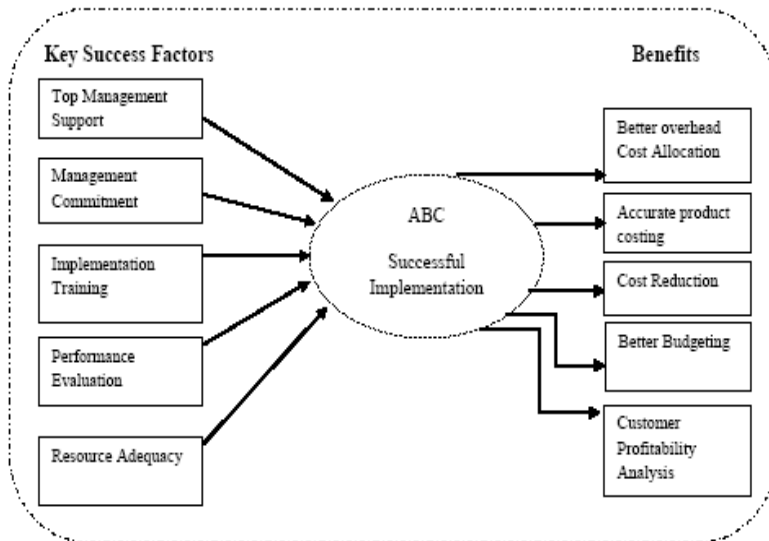 Key Success Factors
Top Management
Support
Management
Commitment
Implementation
Training
Performance
Evaluation
Resource Adequacy
ABC
Successful
Implementation
Benefits
Better overhead
Cost Allocation
Accurate product
costing
Cost Reduction
Better Budgeting
Customer
Profitability
Analysis